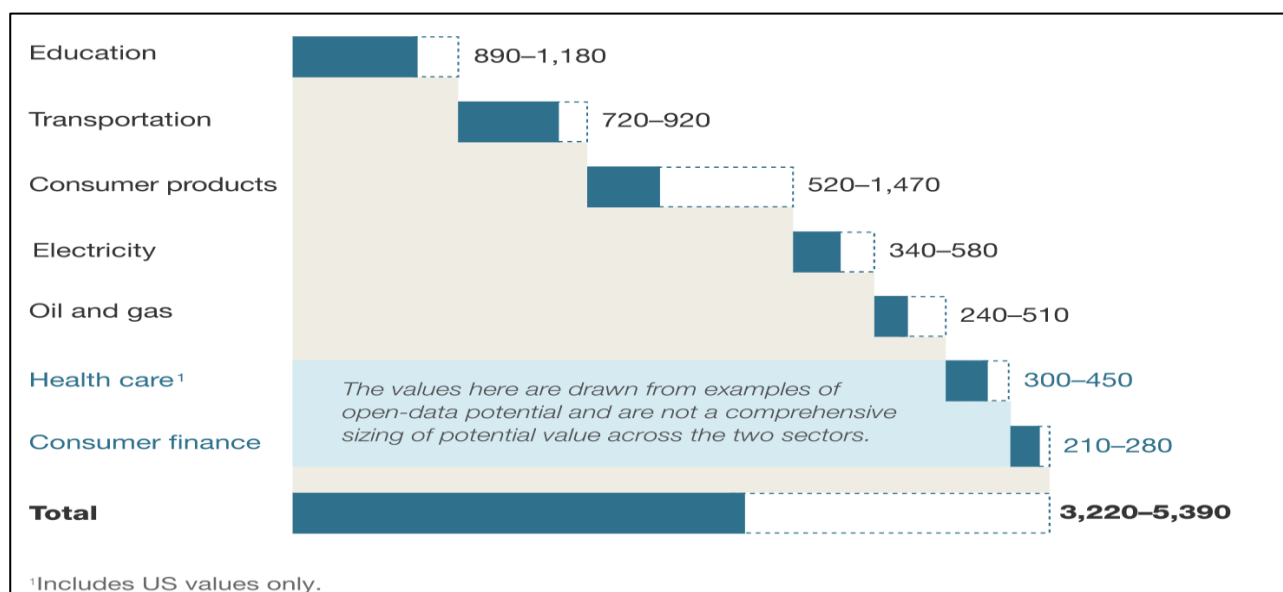 Education 890–1,180
Transportation 720–920
Consumer products 520–1,470
Electricity 340–580
Oil and gas 240–510
Health care¹ 300–450
The values here are drawn from examples of
open-data potential and are not a comprehensive
sizing of potential value across the two sectors.
Consumer finance 210–280
Total 3,220–5,390
¹Includes US values only.